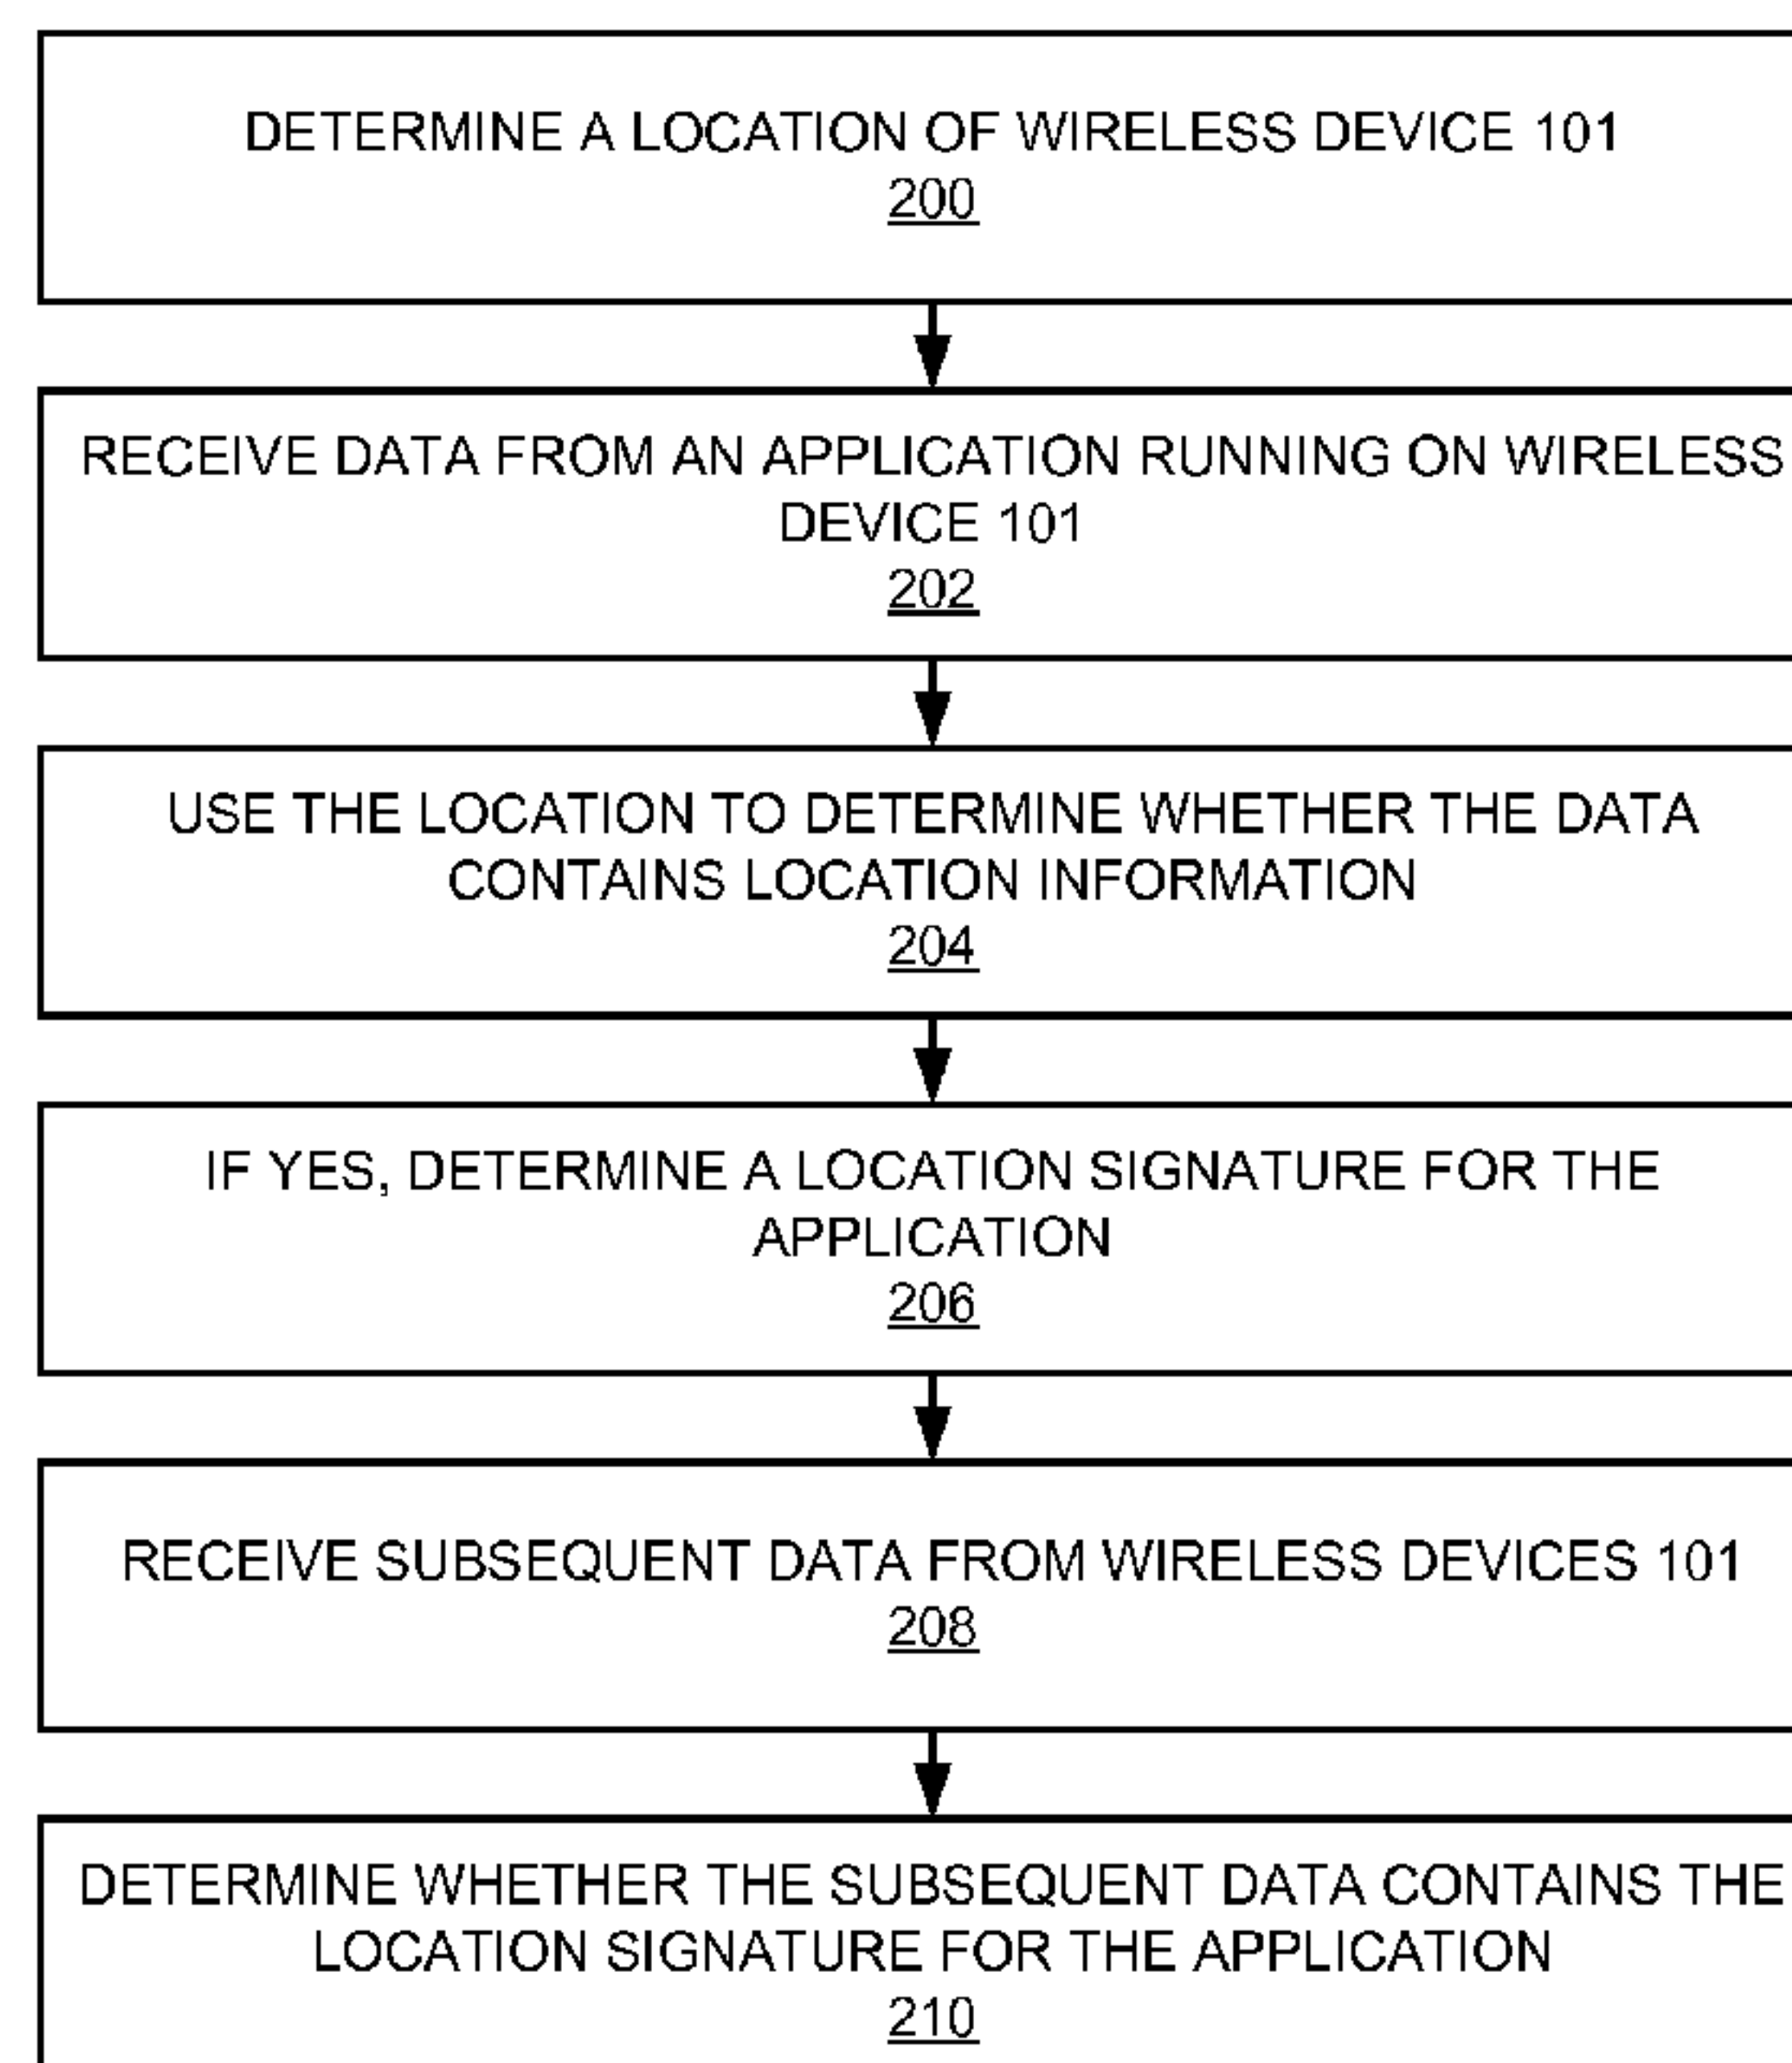 DETERMINE A LOCATION OF WIRELESS DEVICE 101
200
RECEIVE DATA FROM AN APPLICATION RUNNING ON WIRELESS
DEVICE 101
202
USE THE LOCATION TO DETERMINE WHETHER THE DATA
CONTAINS LOCATION INFORMATION
204
IF YES, DETERMINE A LOCATION SIGNATURE FOR THE
APPLICATION
206
RECEIVE SUBSEQUENT DATA FROM WIRELESS DEVICES 101
208
DETERMINE WHETHER THE SUBSEQUENT DATA CONTAINS THE
LOCATION SIGNATURE FOR THE APPLICATION
210